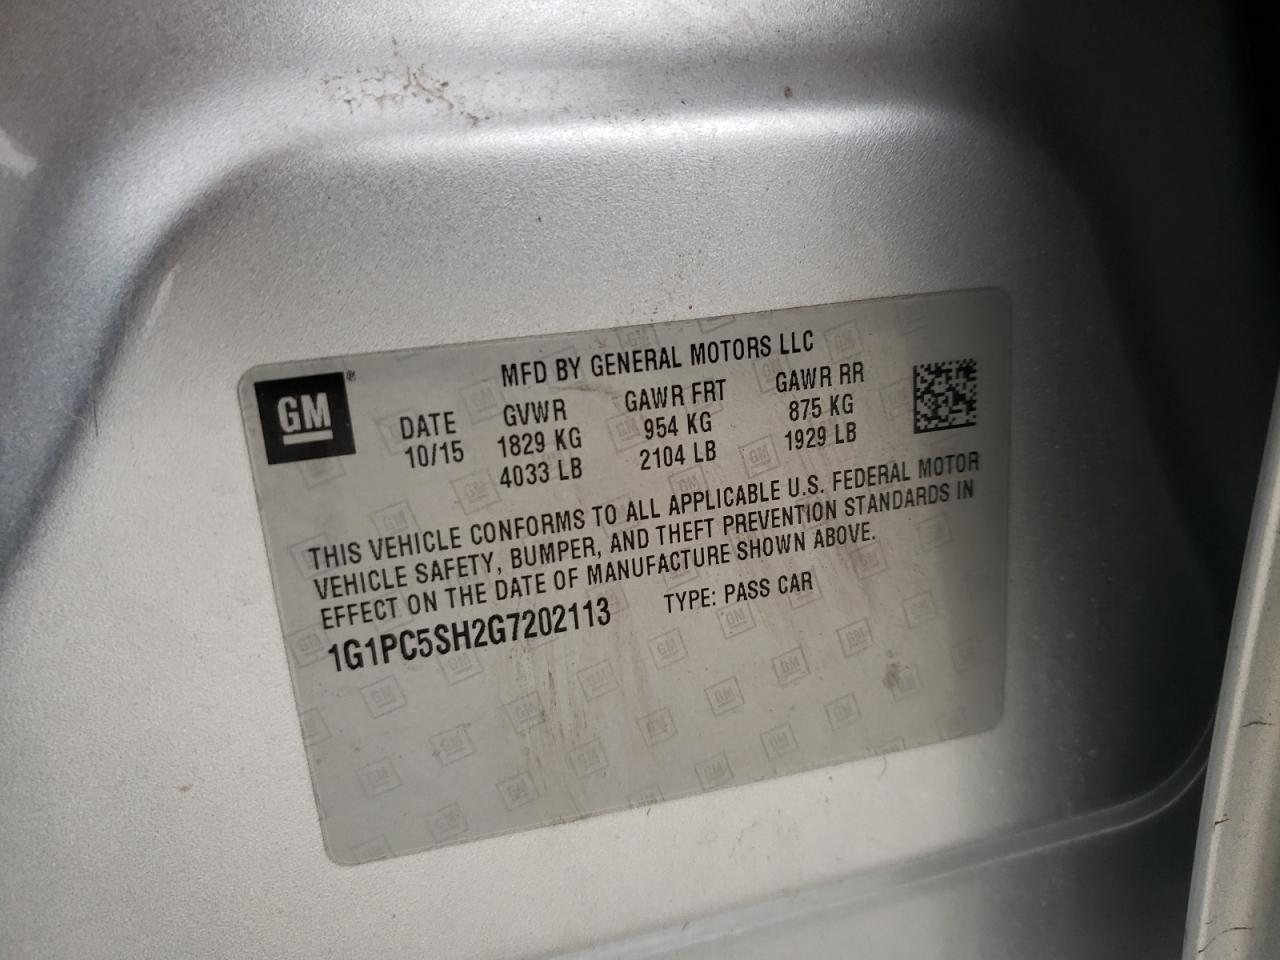 GM ®
MFD BY GENERAL MOTORS LLC
DATE GVWR GAWR FRT GAWR RR
10/15 1829 KG 954 KG 875 KG
4033 LB 2104 LB 1929 LB
THIS VEHICLE CONFORMS TO ALL APPLICABLE U.S. FEDERAL MOTOR
VEHICLE SAFETY, BUMPER, AND THEFT PREVENTION STANDARDS IN
EFFECT ON THE DATE OF MANUFACTURE SHOWN ABOVE.
1G1PC5SH2G7202113 TYPE: PASS CAR